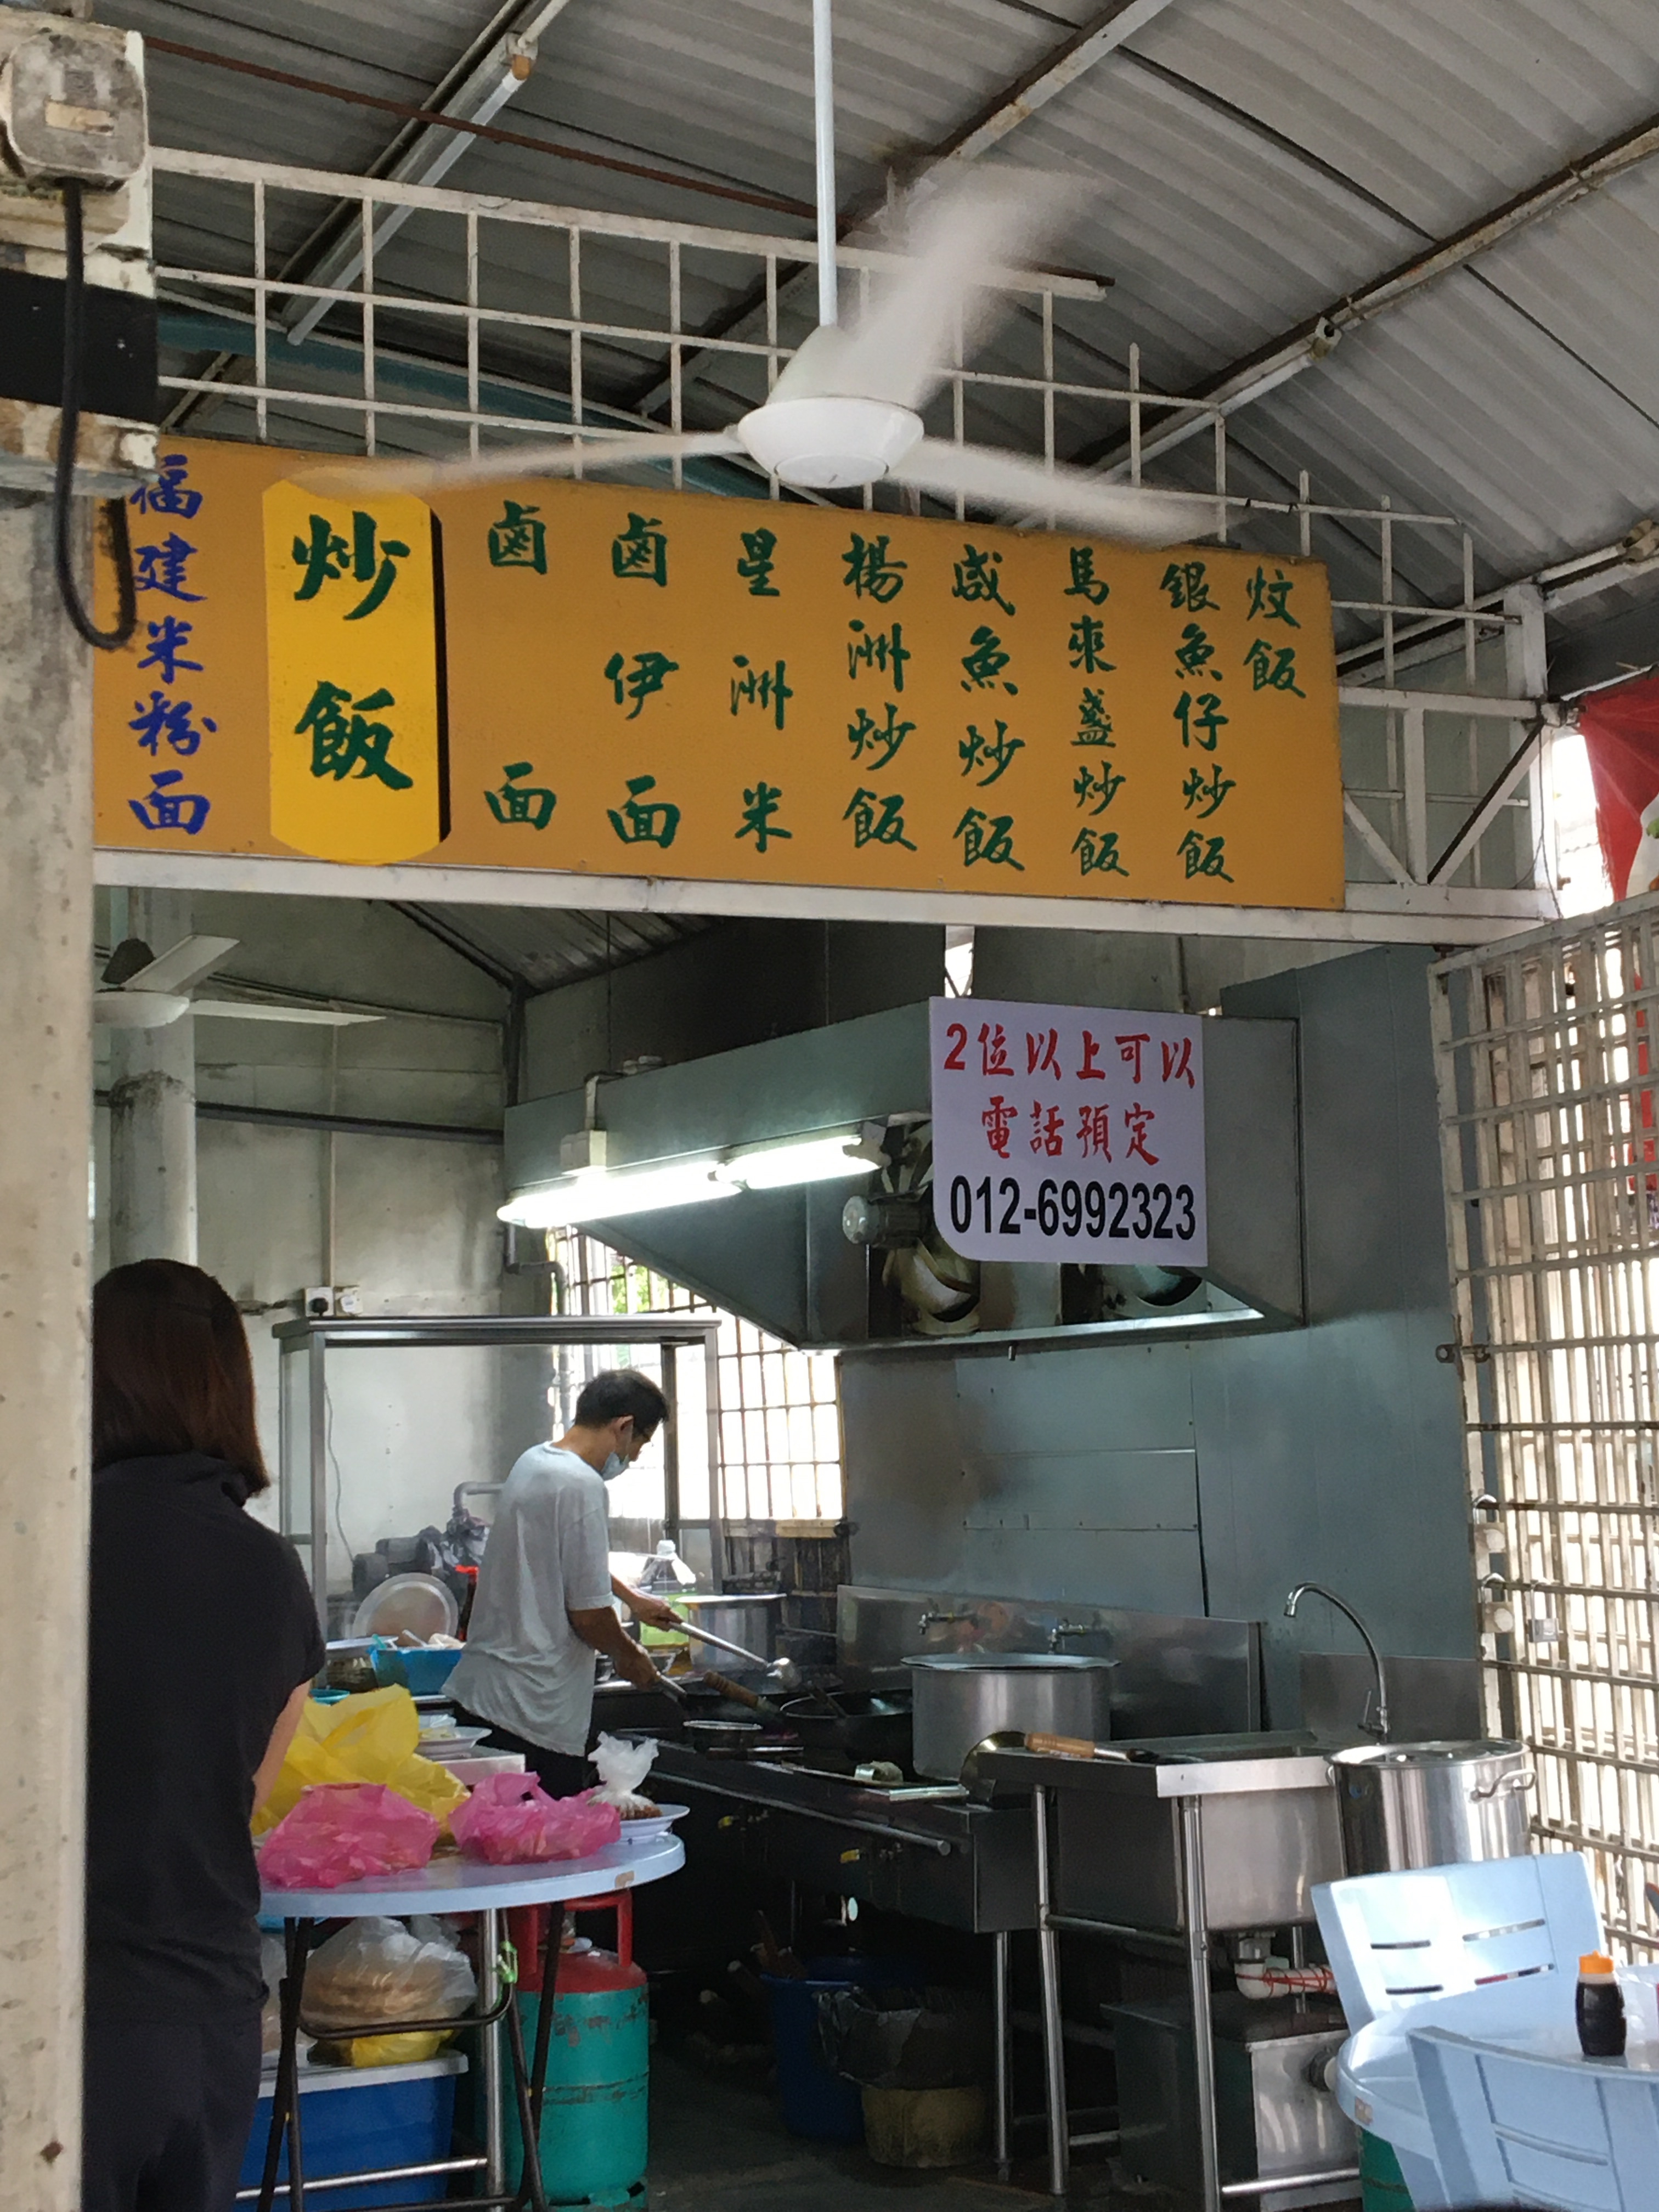 福建米粉面
炒飯
鹵面
鹵伊面
星洲米
楊洲炒飯
咸魚炒飯
馬來盞炒飯
銀魚仔炒飯
炆飯
2位以上可以
電話預定
012-6992323